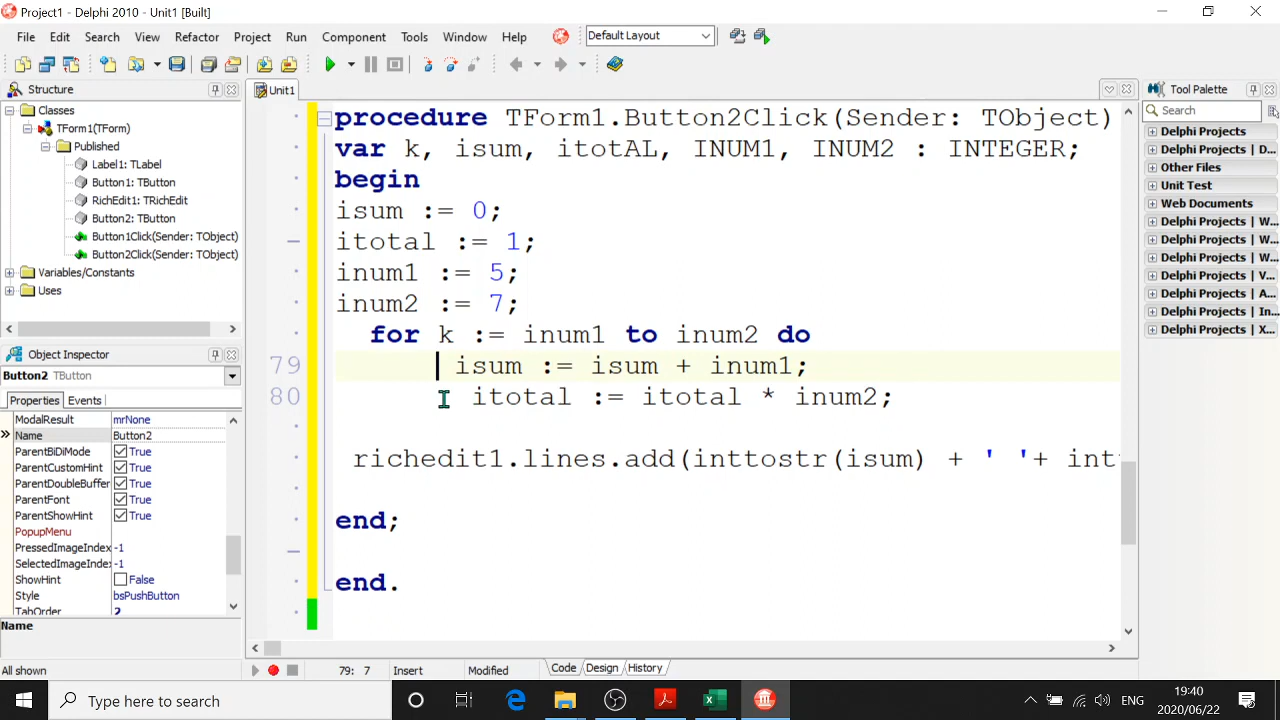 Project1 - Delphi 2010 - Unit1 [Built]
File Edit Search View Refactor Project Run Component Tools Window Help Default Layout
Structure
Classes
TForm1(TForm)
Published
Label1: TLabel
Button1: TButton
RichEdit1: TRichEdit
Button2: TButton
Button1Click(Sender: TObject)
Button2Click(Sender: TObject)
Variables/Constants
Uses
Object Inspector
Button2 TButton
Properties Events
ModalResult mrNone
Name Button2
ParentBiDiMode True
ParentCustomHint True
ParentDoubleBuffer True
ParentFont True
ParentShowHint True
PopupMenu
PressedImageIndex -1
SelectedImageIndex -1
ShowHint False
Style bsPushButton
TabOrder 2
Name
All shown
Unit1
procedure TForm1.Button2Click(Sender: TObject)
var k, isum, itotAL, INUM1, INUM2 : INTEGER;
begin
isum := 0;
itotal := 1;
inum1 := 5;
inum2 := 7;
for k := inum1 to inum2 do
79 isum := isum + inum1;
80 itotal := itotal * inum2;
richedit1.lines.add(inttostr(isum) + ' '+ int
end;
end.
79: 7 Insert Modified Code Design History
Tool Palette
Search
Delphi Projects
Delphi Projects | D...
Other Files
Unit Test
Web Documents
Delphi Projects | W...
Delphi Projects | W...
Delphi Projects | W...
Delphi Projects | V...
Delphi Projects | A...
Delphi Projects | In...
Delphi Projects | X...
Type here to search
ENG
19:40
2020/06/22